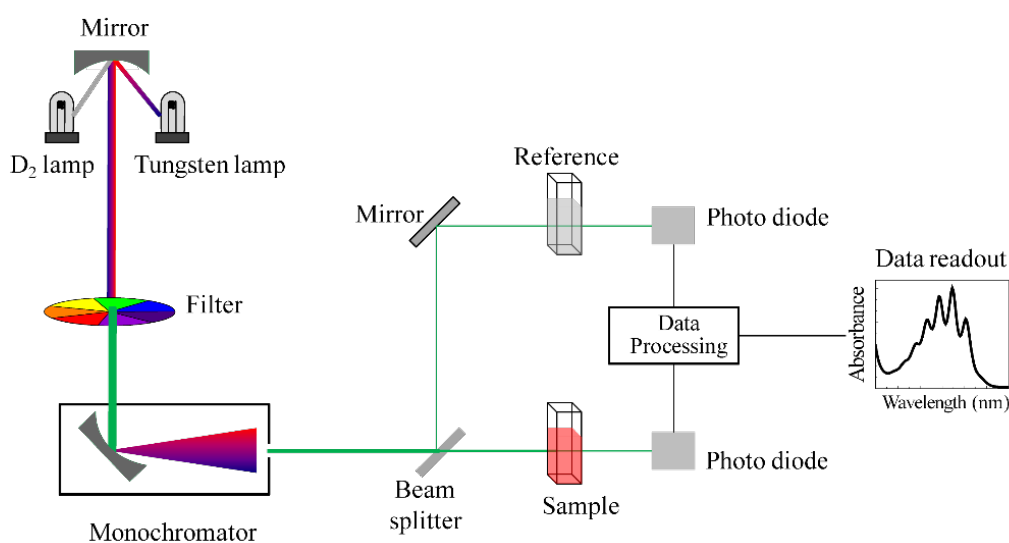 Mirror
D₂ lamp
Tungsten lamp
Filter
Monochromator
Mirror
Reference
Photo diode
Data
Processing
Beam
splitter
Sample
Photo diode
Data readout
Absorbance
Wavelength (nm)